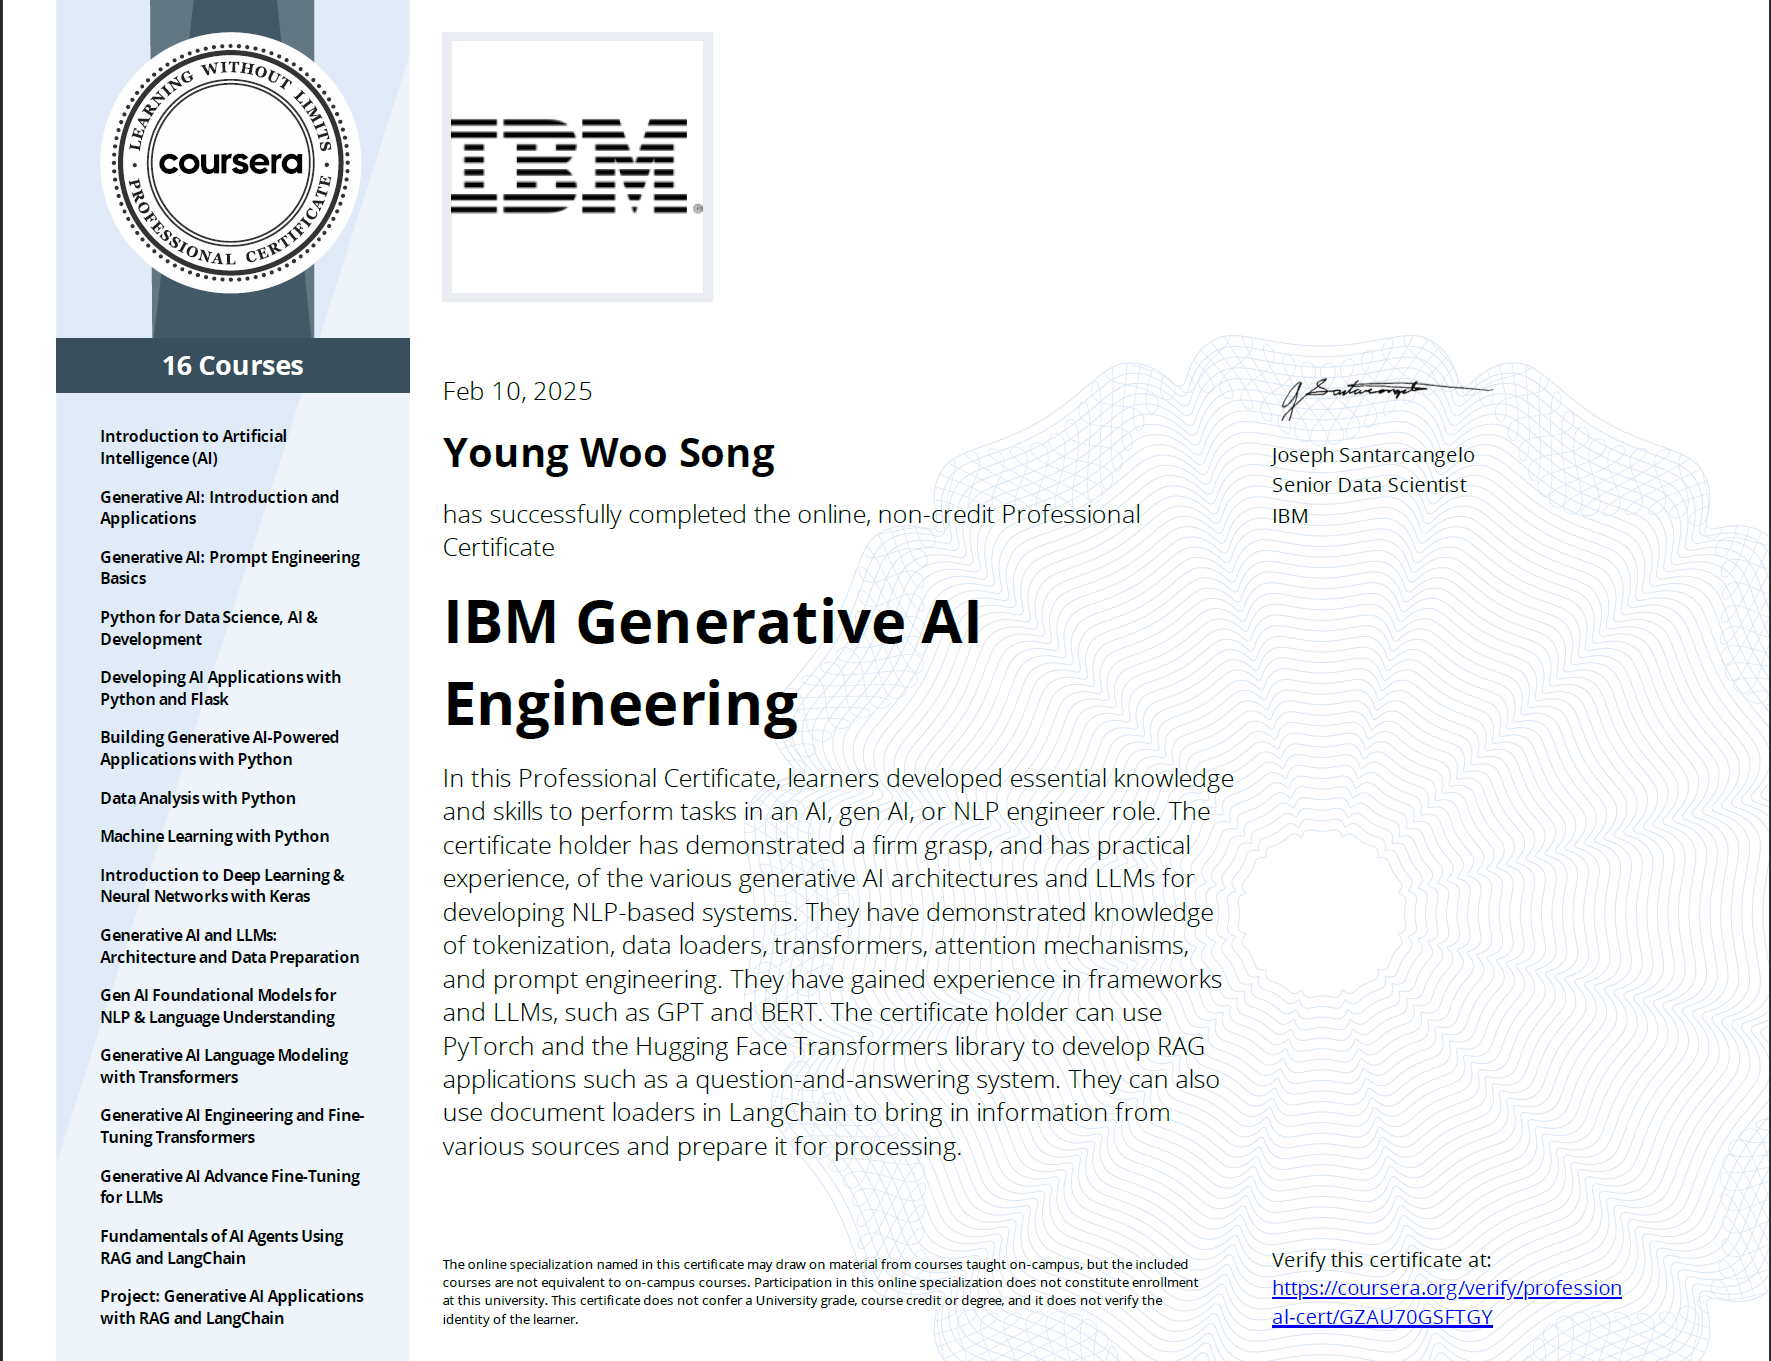 LEARNING WITHOUT LIMITS
coursera
PROFESSIONAL CERTIFICATE
16 Courses
Introduction to Artificial
Intelligence (AI)
Generative AI: Introduction and
Applications
Generative AI: Prompt Engineering
Basics
Python for Data Science, AI &
Development
Developing AI Applications with
Python and Flask
Building Generative AI-Powered
Applications with Python
Data Analysis with Python
Machine Learning with Python
Introduction to Deep Learning &
Neural Networks with Keras
Generative AI and LLMs:
Architecture and Data Preparation
Gen AI Foundational Models for
NLP & Language Understanding
Generative AI Language Modeling
with Transformers
Generative AI Engineering and Fine-
Tuning Transformers
Generative AI Advance Fine-Tuning
for LLMs
Fundamentals of AI Agents Using
RAG and LangChain
Project: Generative AI Applications
with RAG and LangChain
IBM®
Feb 10, 2025
Young Woo Song
has successfully completed the online, non-credit Professional
Certificate
IBM Generative AI
Engineering
In this Professional Certificate, learners developed essential knowledge
and skills to perform tasks in an AI, gen AI, or NLP engineer role. The
certificate holder has demonstrated a firm grasp, and has practical
experience, of the various generative AI architectures and LLMs for
developing NLP-based systems. They have demonstrated knowledge
of tokenization, data loaders, transformers, attention mechanisms,
and prompt engineering. They have gained experience in frameworks
and LLMs, such as GPT and BERT. The certificate holder can use
PyTorch and the Hugging Face Transformers library to develop RAG
applications such as a question-and-answering system. They can also
use document loaders in LangChain to bring in information from
various sources and prepare it for processing.
The online specialization named in this certificate may draw on material from courses taught on-campus, but the included
courses are not equivalent to on-campus courses. Participation in this online specialization does not constitute enrollment
at this university. This certificate does not confer a University grade, course credit or degree, and it does not verify the
identity of the learner.
J Santarcangelo
Joseph Santarcangelo
Senior Data Scientist
IBM
Verify this certificate at:
https://coursera.org/verify/profession
al-cert/GZAU70GSFTGY